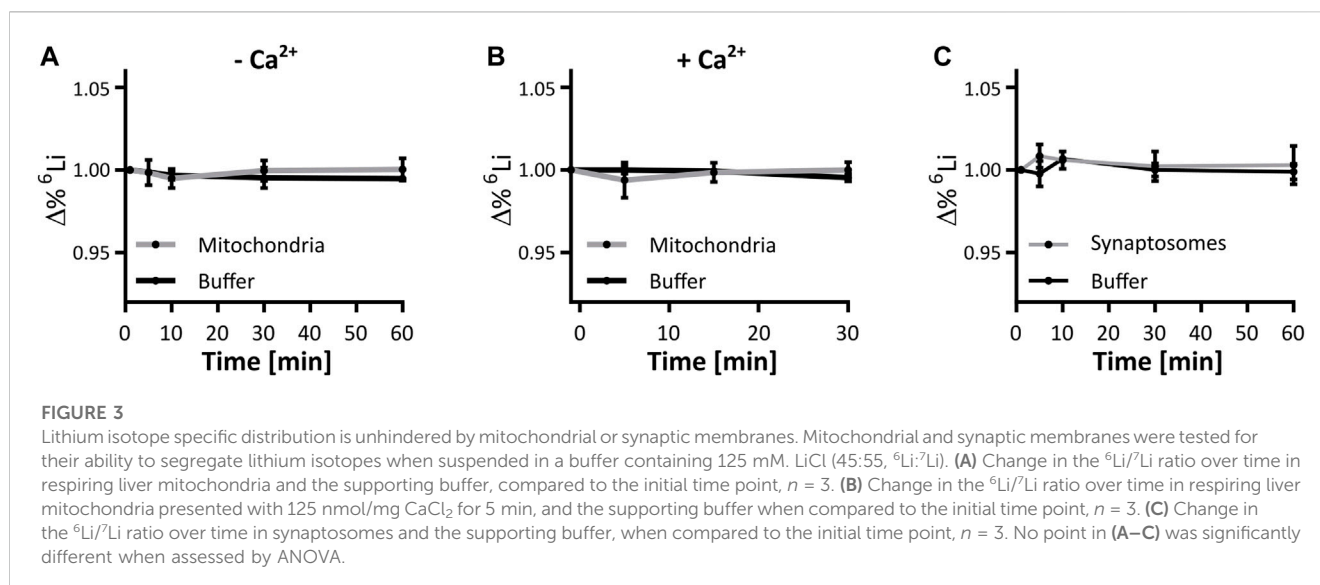 A
- Ca²⁺
1.05
1.00
0.95
Δ% ⁶Li
Mitochondria
Buffer
0 10 20 30 40 50 60
Time [min]
B
+ Ca²⁺
1.05
1.00
0.95
Δ% ⁶Li
Mitochondria
Buffer
0 10 20 30
Time [min]
C
1.05
1.00
0.95
Δ% ⁶Li
Synaptosomes
Buffer
0 10 20 30 40 50 60
Time [min]
FIGURE 3
Lithium isotope specific distribution is unhindered by mitochondrial or synaptic membranes. Mitochondrial and synaptic membranes were tested for
their ability to segregate lithium isotopes when suspended in a buffer containing 125 mM. LiCl (45:55, ⁶Li:⁷Li). (A) Change in the ⁶Li/⁷Li ratio over time in
respiring liver mitochondria and the supporting buffer, compared to the initial time point, n = 3. (B) Change in the ⁶Li/⁷Li ratio over time in respiring liver
mitochondria presented with 125 nmol/mg CaCl₂ for 5 min, and the supporting buffer when compared to the initial time point, n = 3. (C) Change in
the ⁶Li/⁷Li ratio over time in synaptosomes and the supporting buffer, when compared to the initial time point, n = 3. No point in (A–C) was significantly
different when assessed by ANOVA.